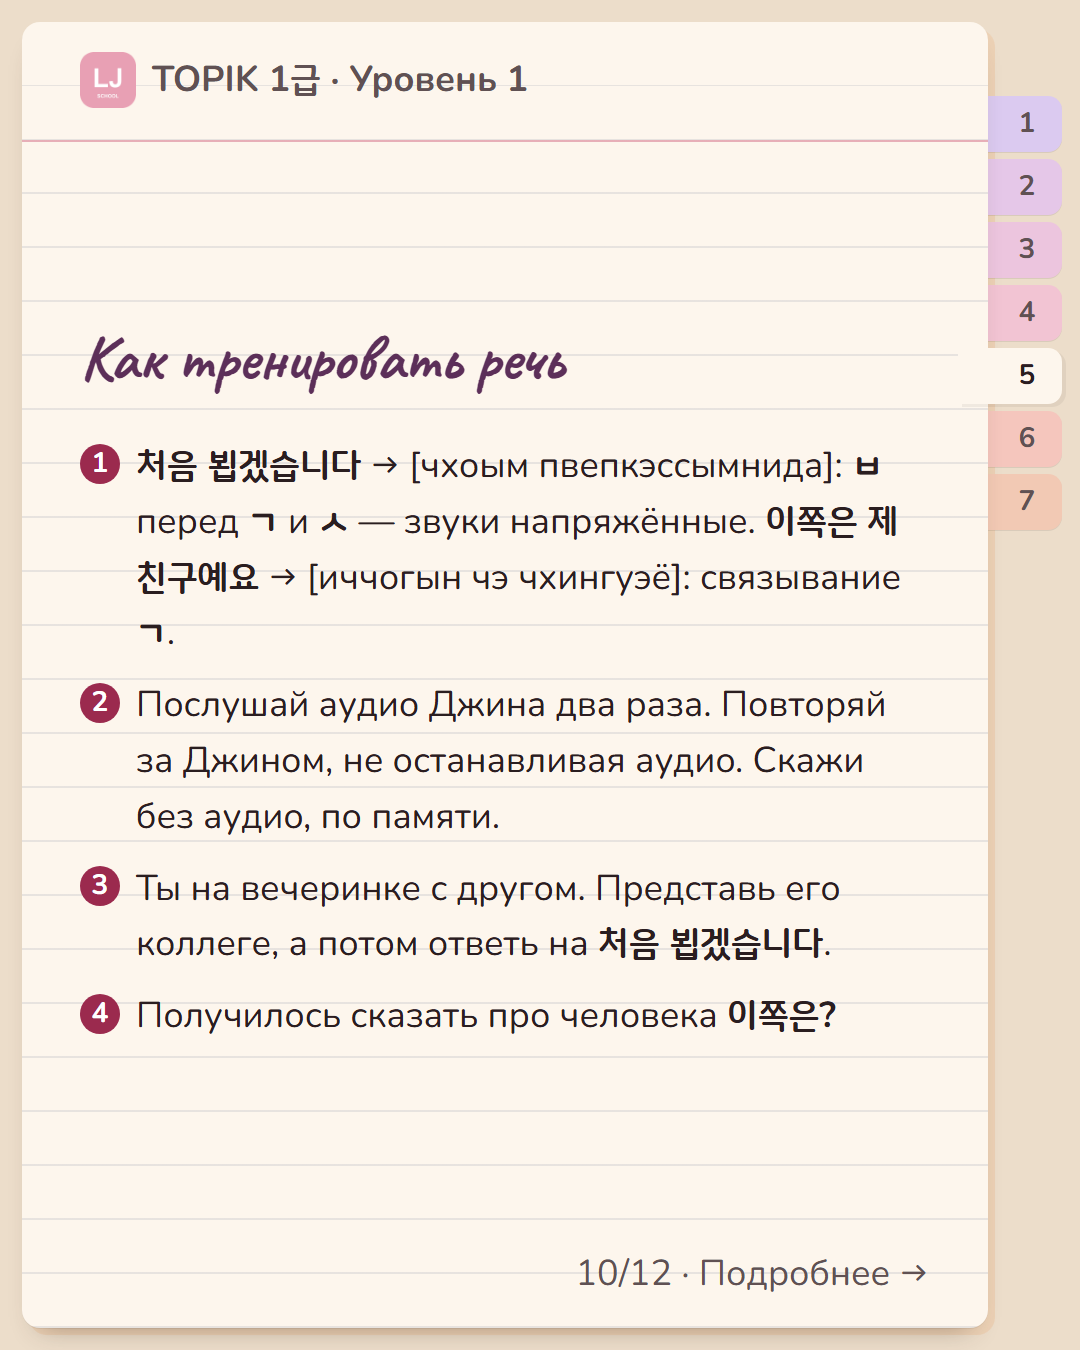 LJ
SCHOOL
TOPIK 1급 · Уровень 1
1
2
3
4
5
6
7
Как тренировать речь
1 처음 뵙겠습니다 → [чхоым пвепкэссымнида]: ㅂ
перед ㄱ и ㅅ — звуки напряжённые. 이쪽은 제
친구예요 → [иччогын чэ чхингуэё]: связывание
ㄱ.
2 Послушай аудио Джина два раза. Повторяй
за Джином, не останавливая аудио. Скажи
без аудио, по памяти.
3 Ты на вечеринке с другом. Представь его
коллеге, а потом ответь на 처음 뵙겠습니다.
4 Получилось сказать про человека 이쪽은?
10/12 · Подробнее →